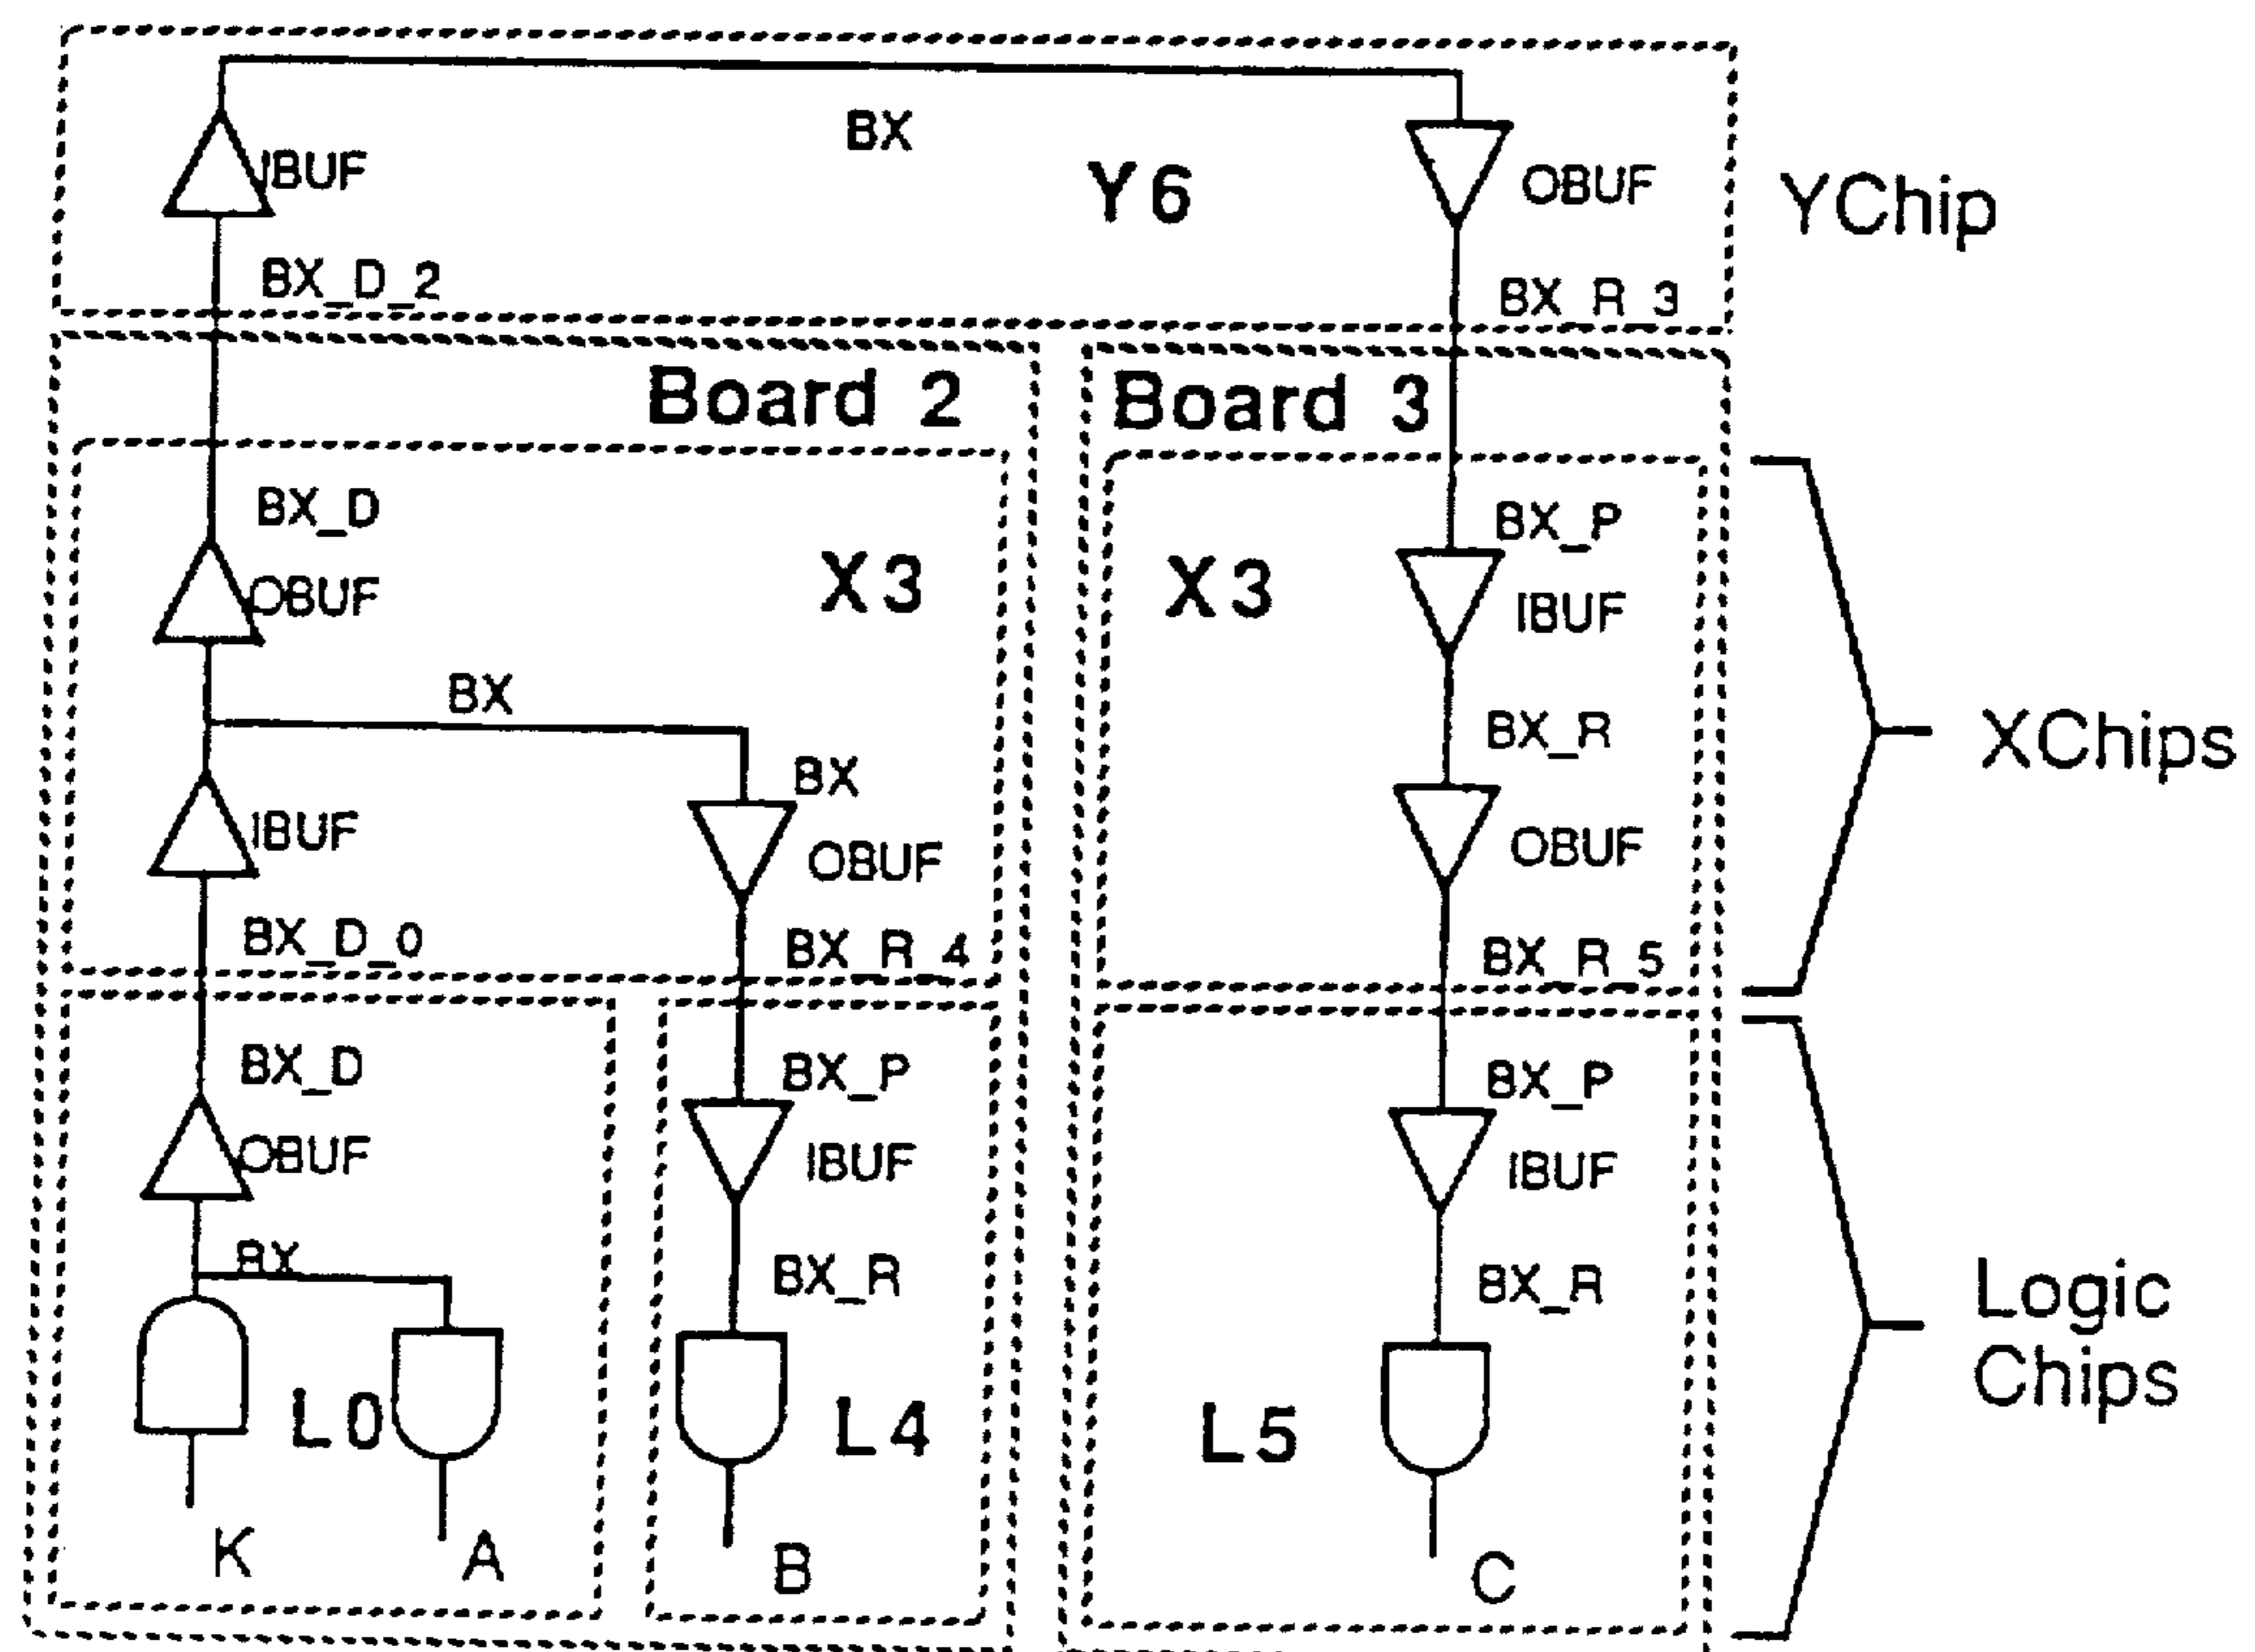 BX
IBUF
Y6
OBUF
YChip
BX_D_2
BX_R_3
Board 2
Board 3
BX_D
BX_P
OBUF
X3
X3
IBUF
BX
BX_R
XChips
BX
IBUF
OBUF
OBUF
BX_D_0
BX_R_4
BX_R_5
BX_D
BX_P
BX_P
OBUF
IBUF
IBUF
BX
BX_R
BX_R
Logic
Chips
L0
L4
L5
K
A
B
C